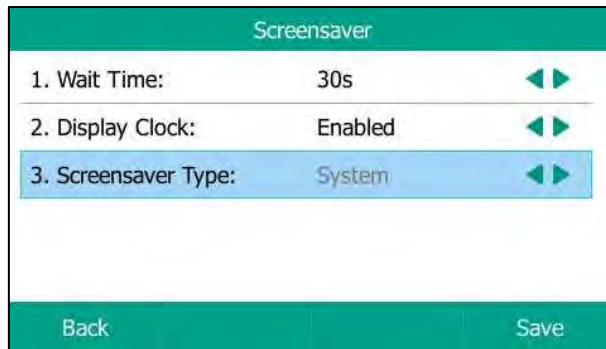 Screensaver
1. Wait Time: 30s
2. Display Clock: Enabled
3. Screensaver Type: System
Back Save